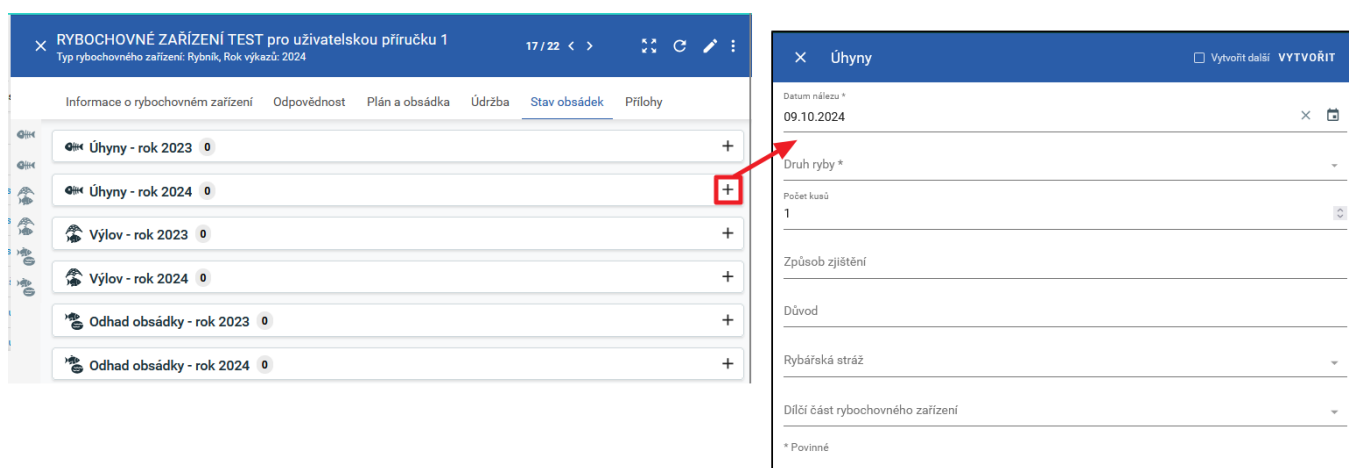 RYBOCHOVNÉ ZAŘÍZENÍ TEST pro uživatelskou příručku 1
Typ rybochovného zařízení: Rybník, Rok výkazů: 2024
17 / 22
Informace o rybochovném zařízení Odpovědnost Plán a obsádka Údržba Stav obsádek Přílohy
Úhyny - rok 2023 0
Úhyny - rok 2024 0
Výlov - rok 2023 0
Výlov - rok 2024 0
Odhad obsádky - rok 2023 0
Odhad obsádky - rok 2024 0
Úhyny
Vytvořit další VYTVOŘIT
Datum nálezu *
09.10.2024
Druh ryby *
Počet kusů
1
Způsob zjištění
Důvod
Rybářská stráž
Dílčí část rybochovného zařízení
* Povinné